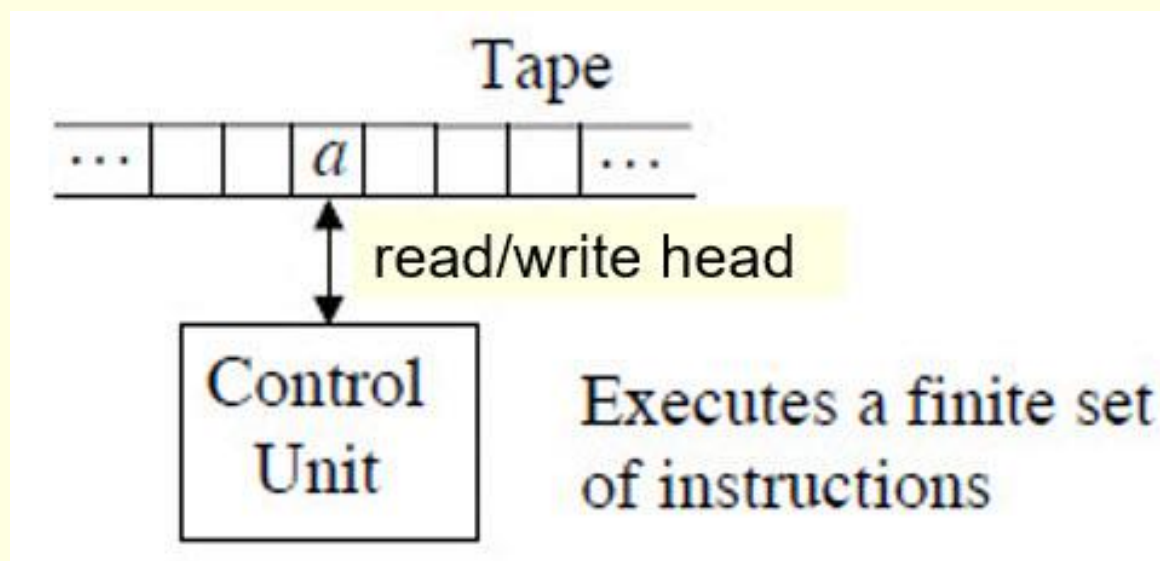 Tape
... a ...
read/write head
Control
Unit
Executes a finite set
of instructions